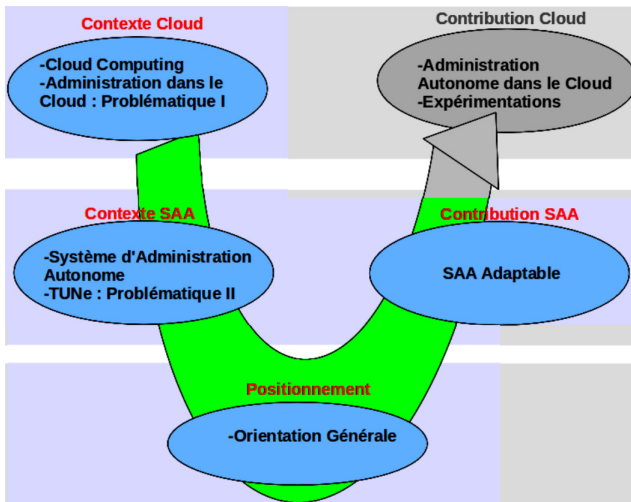 Contexte Cloud
-Cloud Computing
-Administration dans le
Cloud : Problématique I
Contribution Cloud
-Administration
Autonome dans le Cloud
-Expérimentations
Contexte SAA
-Système d'Administration
Autonome
-TUNe : Problématique II
Contribution SAA
SAA Adaptable
Positionnement
-Orientation Générale